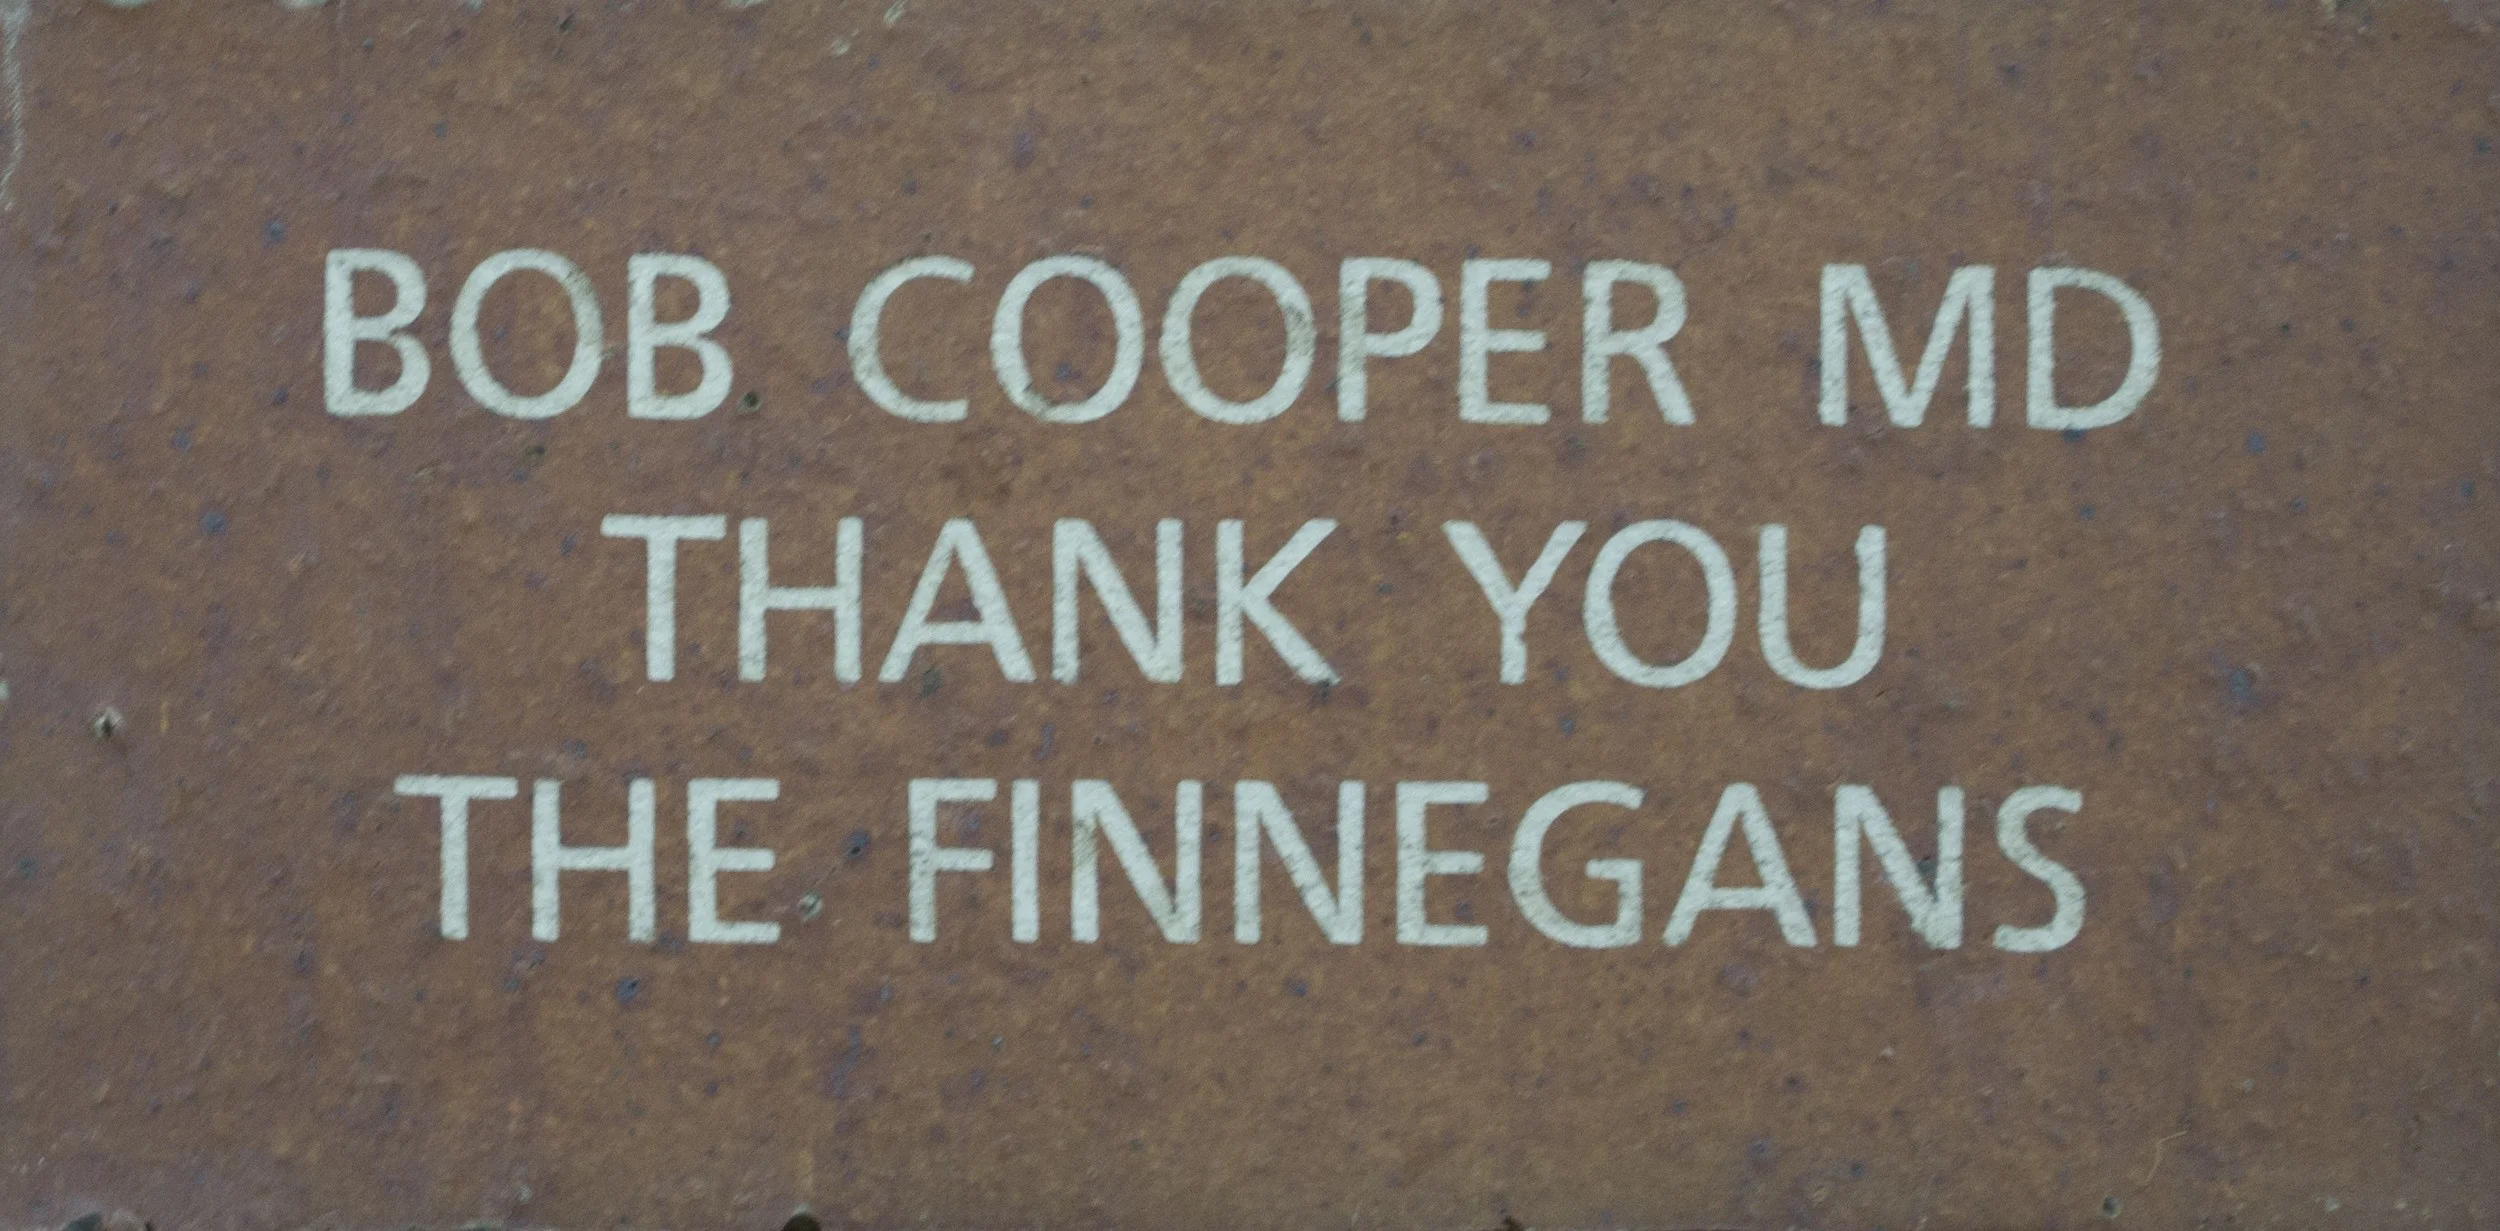 BOB COOPER MD
THANK YOU
THE FINNEGANS